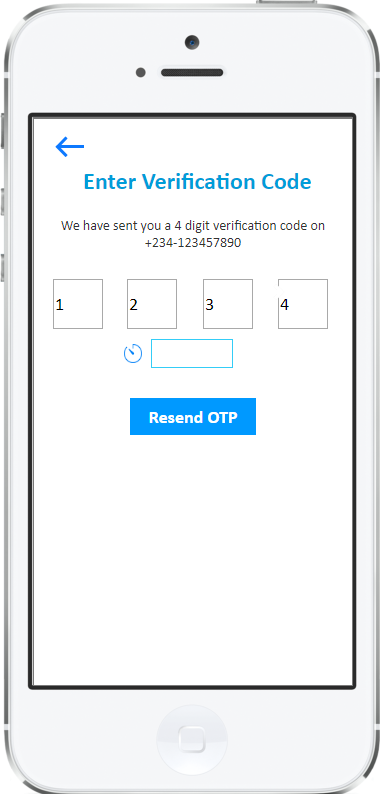 Enter Verification Code
We have sent you a 4 digit verification code on
+234-123457890
1 2 3 4
Resend OTP